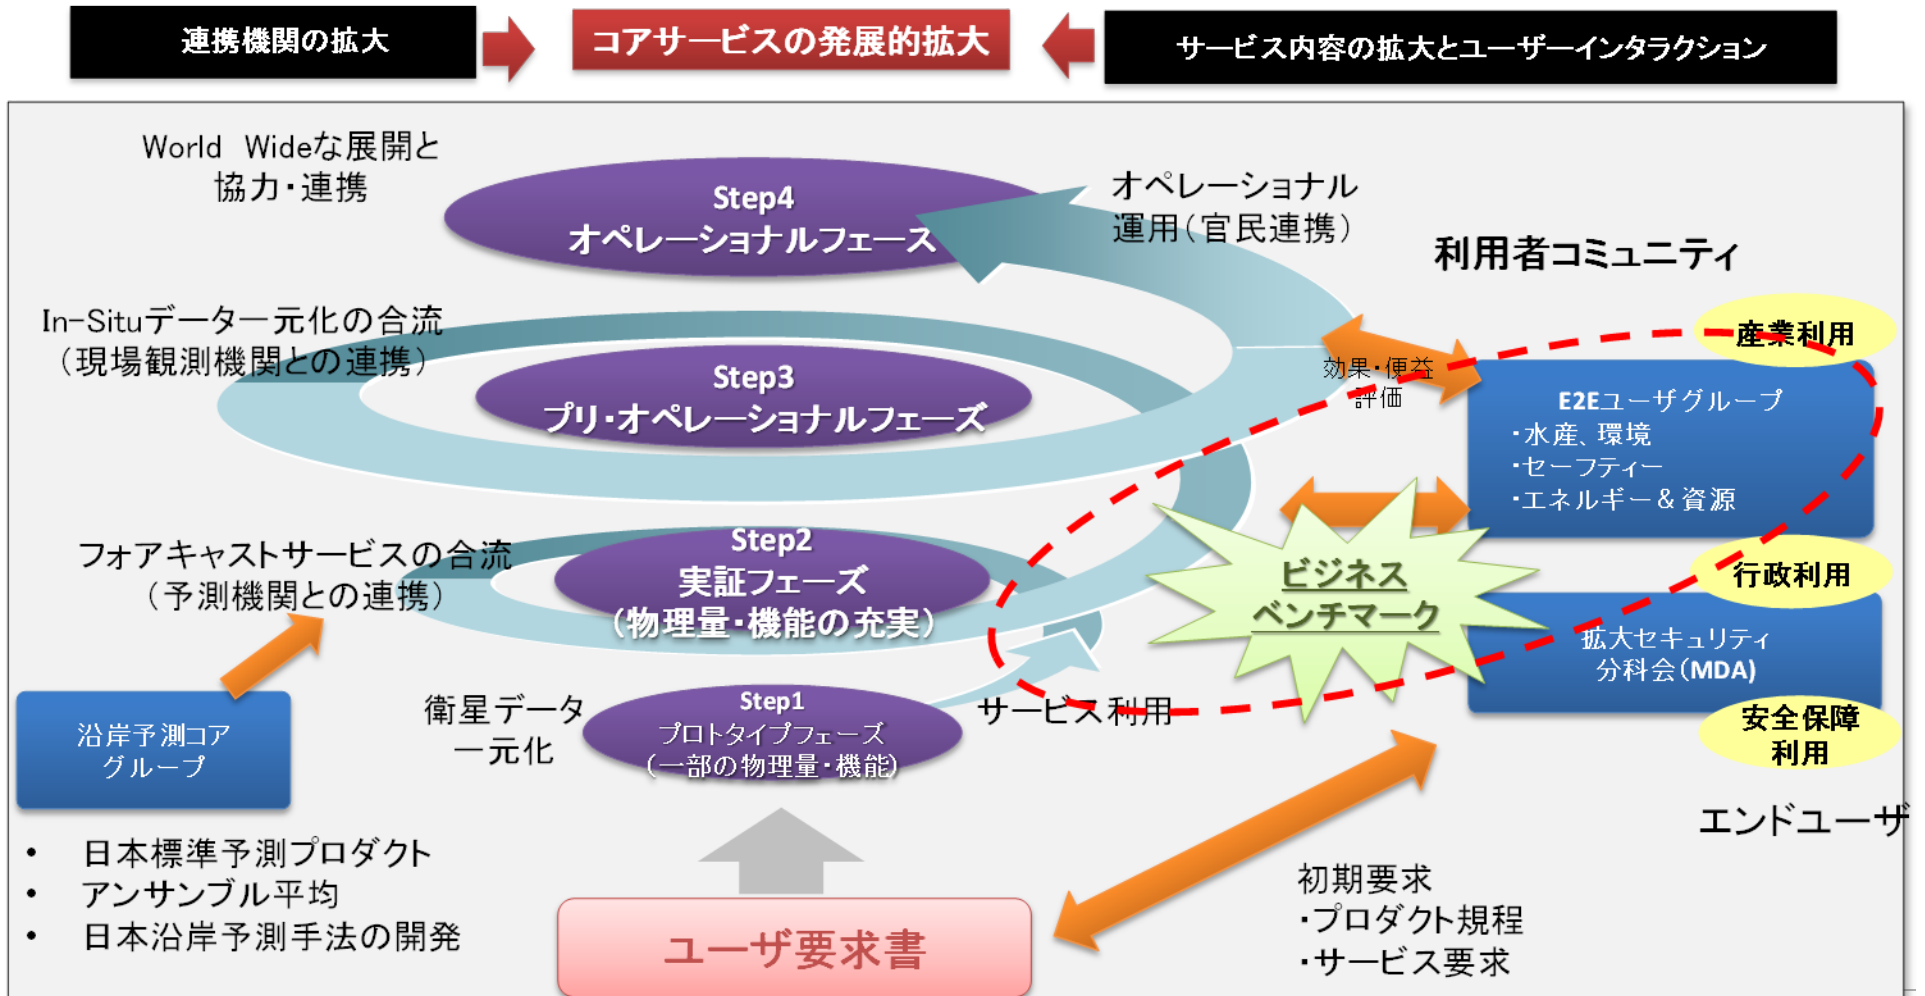 連携機関の拡大
コアサービスの発展的拡大
サービス内容の拡大とユーザーインタラクション
World Wideな展開と
協力・連携
Step4
オペレーショナルフェーズ
オペレーショナル
運用(官民連携)
利用者コミュニティ
In-Situデータ一元化の合流
(現場観測機関との連携)
Step3
プリ・オペレーショナルフェーズ
効果・便益
評価
産業利用
E2Eユーザグループ
・水産、環境
・セーフティー
・エネルギー＆資源
フォアキャストサービスの合流
(予測機関との連携)
Step2
実証フェーズ
(物理量・機能の充実)
ビジネス
ベンチマーク
行政利用
拡大セキュリティ
分科会(MDA)
安全保障
利用
沿岸予測コア
グループ
衛星データ
一元化
Step1
プロトタイプフェーズ
(一部の物理量・機能)
サービス利用
エンドユーザ
• 日本標準予測プロダクト
• アンサンブル平均
• 日本沿岸予測手法の開発
ユーザ要求書
初期要求
・プロダクト規程
・サービス要求